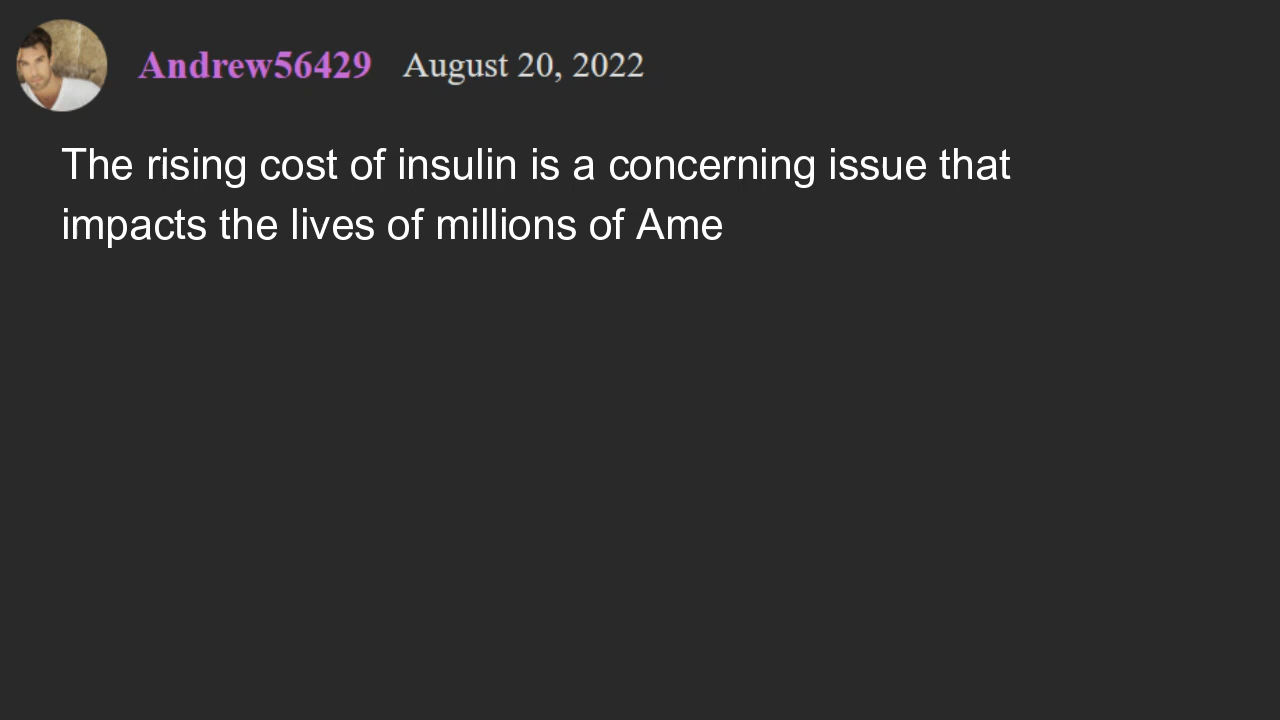 Andrew56429 August 20, 2022
The rising cost of insulin is a concerning issue that
impacts the lives of millions of Ame